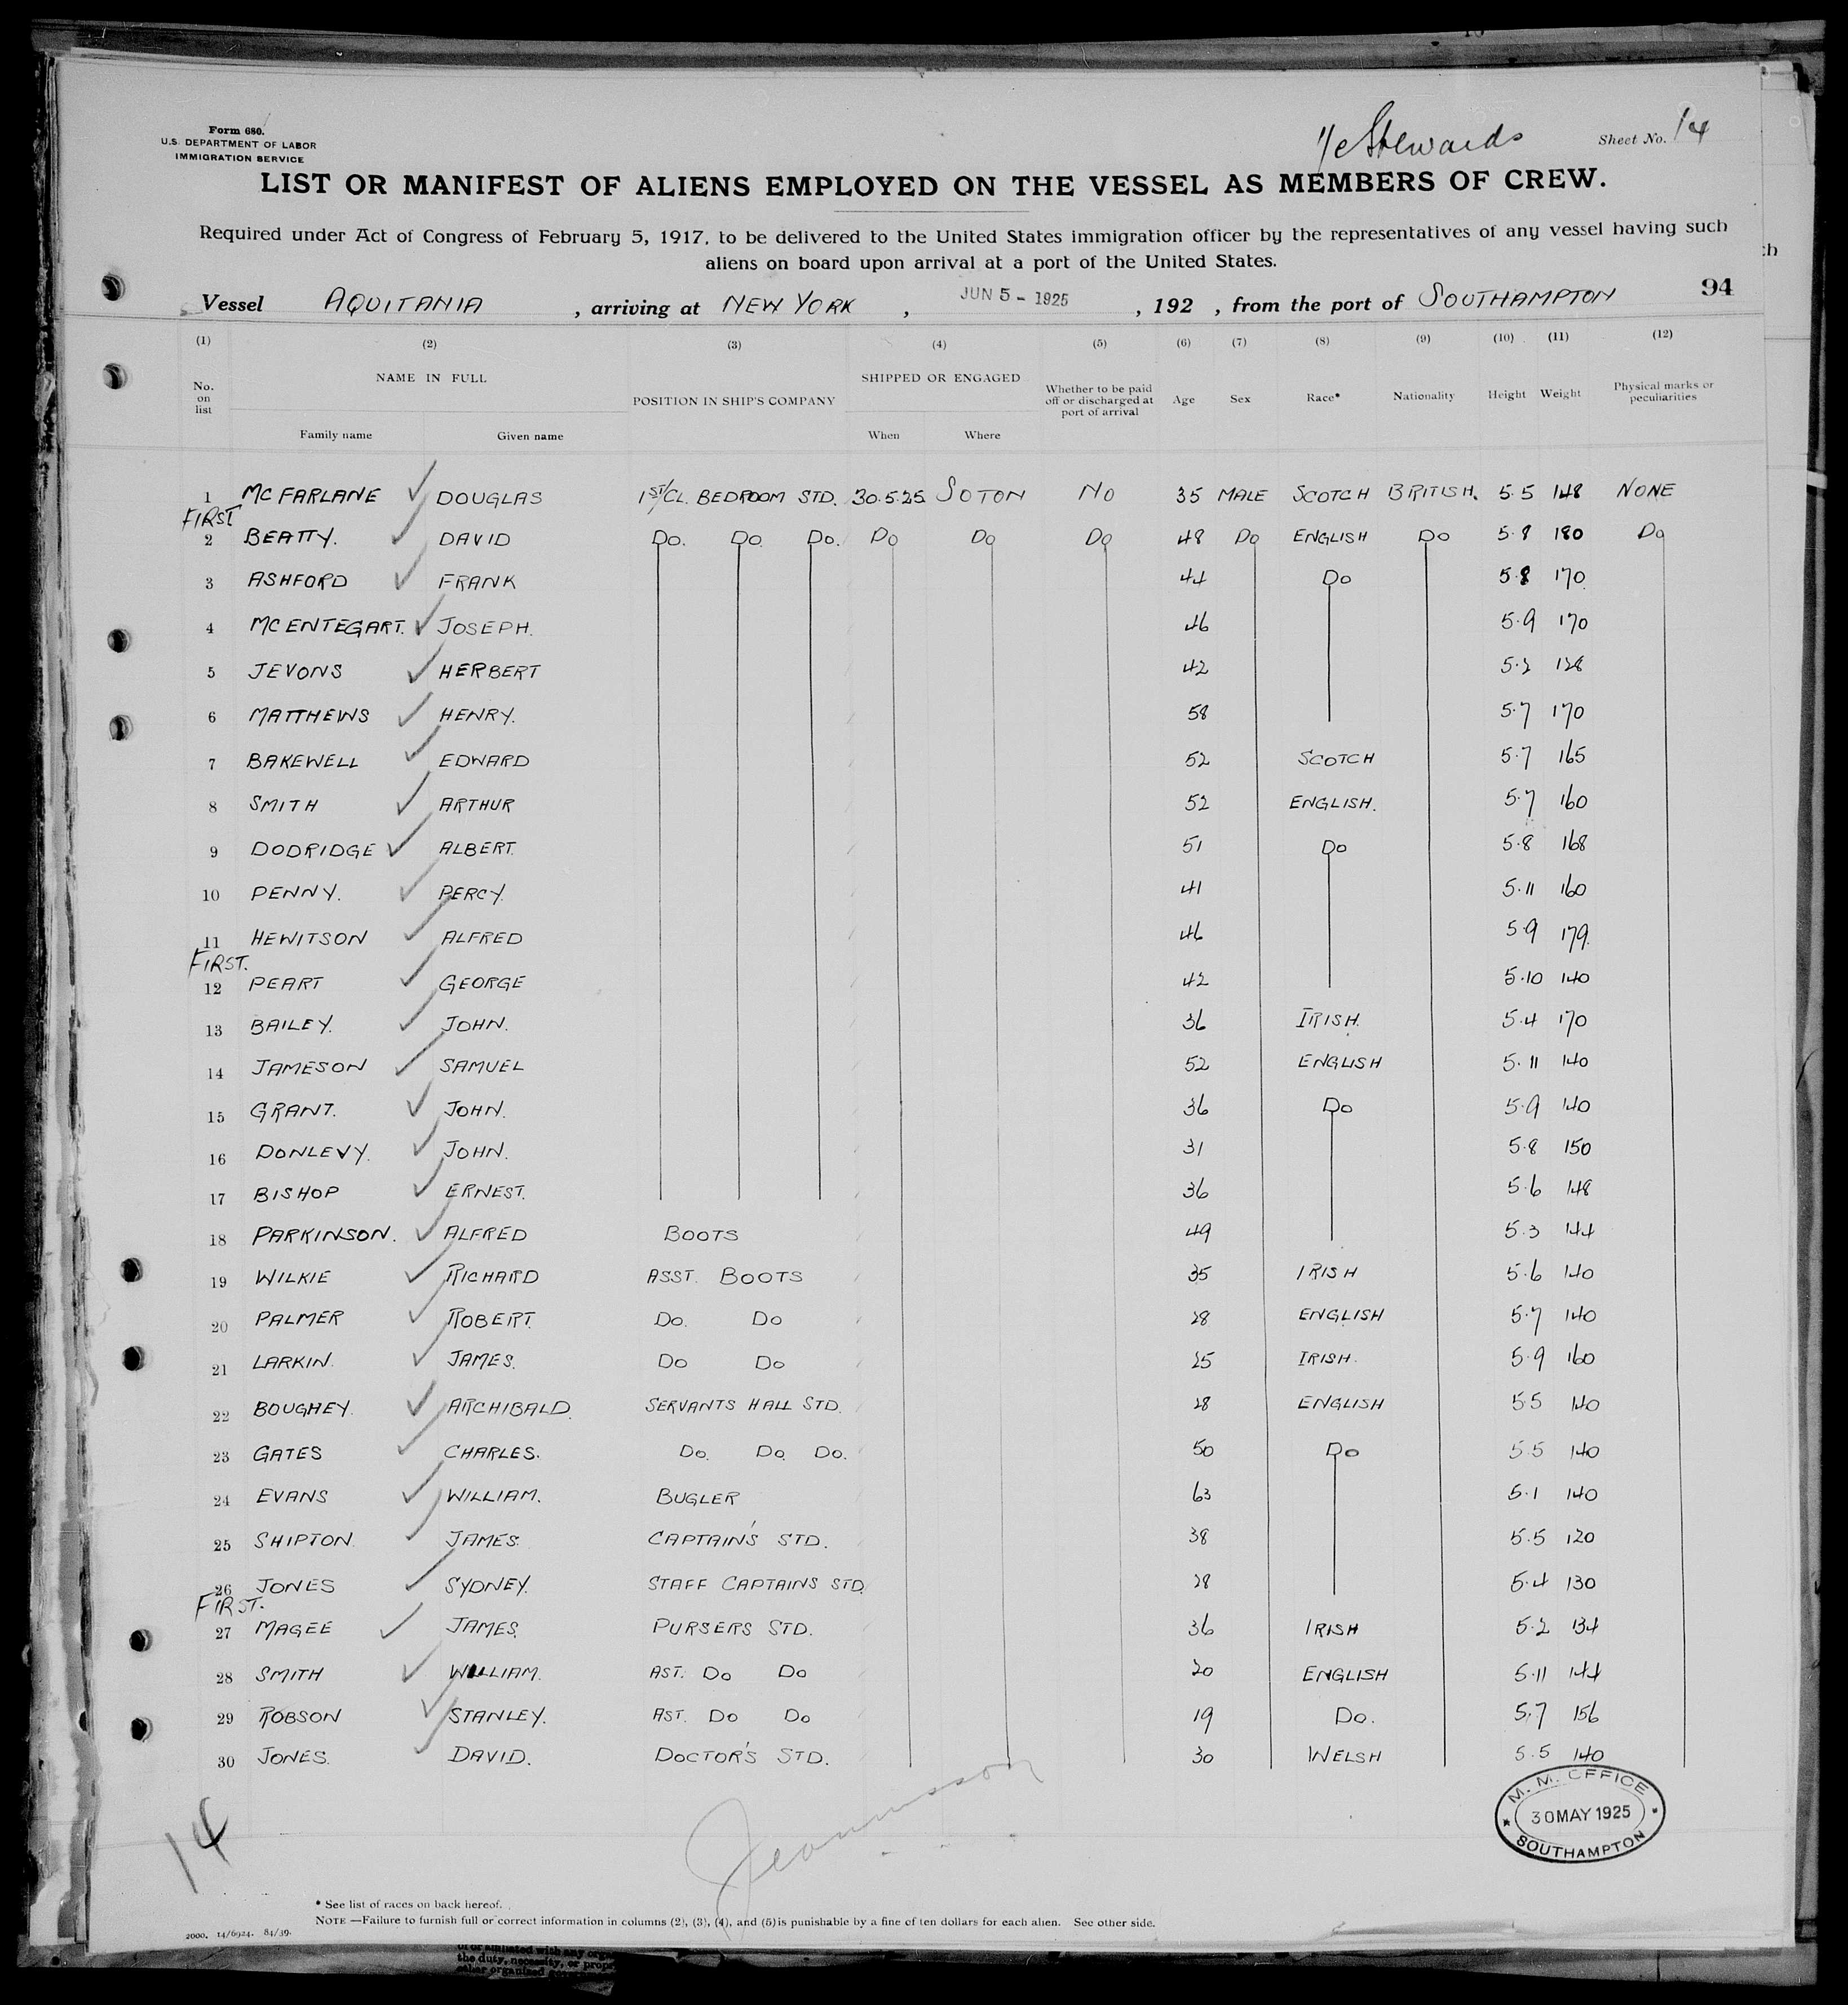 Form 680.
U.S. DEPARTMENT OF LABOR
IMMIGRATION SERVICE
Stewards Sheet No. 14
LIST OR MANIFEST OF ALIENS EMPLOYED ON THE VESSEL AS MEMBERS OF CREW.
Required under Act of Congress of February 5, 1917, to be delivered to the United States immigration officer by the representatives of any vessel having such
aliens on board upon arrival at a port of the United States.
94
Vessel AQUITANIA , arriving at NEW YORK , JUN 5 - 1925 , 192 , from the port of SOUTHAMPTON
(1) (2) (3) (4) (5) (6) (7) (8) (9) (10) (11) (12)
No. on list NAME IN FULL Family name Given name POSITION IN SHIP'S COMPANY SHIPPED OR ENGAGED When Where Whether to be paid off or discharged at port of arrival Age Sex Race* Nationality Height Weight Physical marks or peculiarities
1 MC FARLANE DOUGLAS 1ST/CL. BEDROOM STD. 30.5.25 SOTON NO 35 MALE SCOTCH BRITISH. 5.5 148 NONE
FIRST
2 BEATTY. DAVID Do. Do. Do. Do Do Do 48 Do ENGLISH Do 5.8 180 Do
3 ASHFORD FRANK 44 Do 5.8 170
4 MC ENTEGART. JOSEPH. 46 5.9 170
5 JEVONS HERBERT 42 5.2 128
6 MATTHEWS HENRY. 58 5.7 170
7 BAKEWELL EDWARD 52 SCOTCH 5.7 165
8 SMITH ARTHUR 52 ENGLISH. 5.7 160
9 DODRIDGE ALBERT. 51 Do 5.8 168
10 PENNY. PERCY. 41 5.11 160
11 HEWITSON ALFRED 46 5.9 179
FIRST.
12 PEART GEORGE 42 5.10 140
13 BAILEY. JOHN. 36 IRISH. 5.4 170
14 JAMESON SAMUEL 52 ENGLISH 5.11 140
15 GRANT. JOHN. 36 Do 5.9 140
16 DONLEVY. JOHN. 31 5.8 150
17 BISHOP ERNEST. 36 5.6 148
18 PARKINSON. ALFRED BOOTS 49 5.3 144
19 WILKIE RICHARD ASST. BOOTS 35 IRISH 5.6 140
20 PALMER ROBERT. Do. Do 28 ENGLISH 5.7 140
21 LARKIN. JAMES. Do Do 25 IRISH. 5.9 160
22 BOUGHEY. ARCHIBALD. SERVANTS HALL STD. 28 ENGLISH 5.5 140
23 GATES CHARLES. Do. Do. Do. 50 Do 5.5 140
24 EVANS WILLIAM. BUGLER 63 5.1 140
25 SHIPTON. JAMES. CAPTAIN'S STD. 38 5.5 120
26 JONES SYDNEY. STAFF CAPTAINS STD. 28 5.4 130
FIRST.
27 MAGEE JAMES. PURSERS STD. 36 IRISH 5.2 134
28 SMITH WILLIAM. AST. Do Do 20 ENGLISH 5.11 144
29 ROBSON STANLEY. AST. Do Do 19 Do. 5.7 156
30 JONES. DAVID. DOCTOR'S STD. 30 WELSH 5.5 140
M. M. OFFICE
30 MAY 1925
SOUTHAMPTON
14
* See list of races on back hereof.
NOTE —Failure to furnish full or correct information in columns (2), (3), (4), and (5) is punishable by a fine of ten dollars for each alien. See other side.
2000. 14/6924. 84/39.